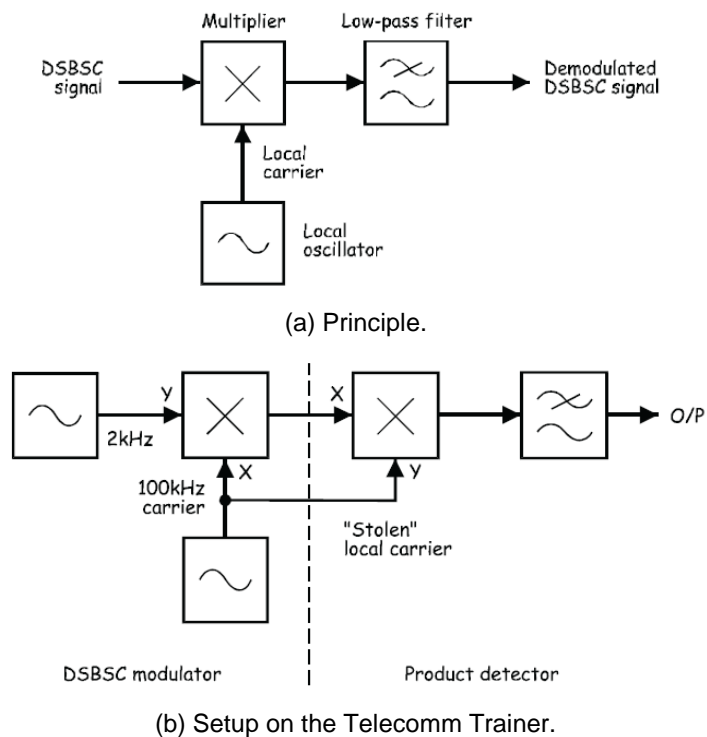 Multiplier
Low-pass filter
DSBSC
signal
Demodulated
DSBSC signal
Local
carrier
Local
oscillator
(a) Principle.
Y
X
O/P
2kHz
X
Y
100kHz
carrier
"Stolen"
local carrier
DSBSC modulator
Product detector
(b) Setup on the Telecomm Trainer.